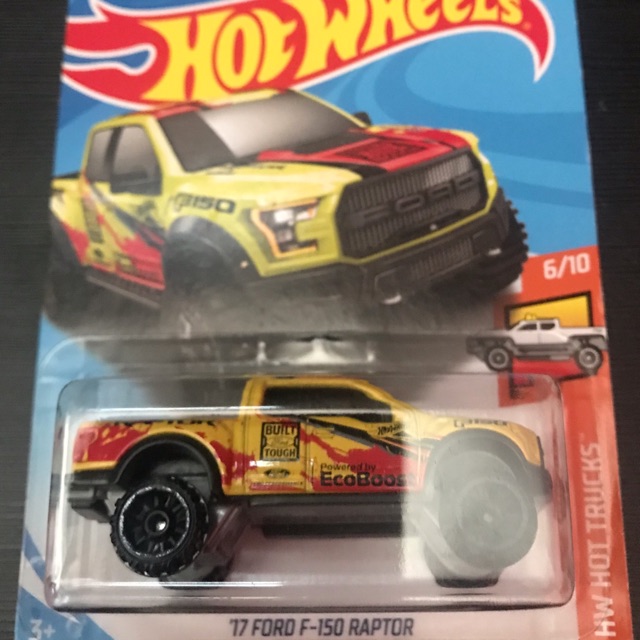 Hot Wheels
F150
FORD
6/10
BUILT
Ford
TOUGH
Powered by
EcoBoost
F150
HW HOT TRUCKS
3+
'17 FORD F-150 RAPTOR